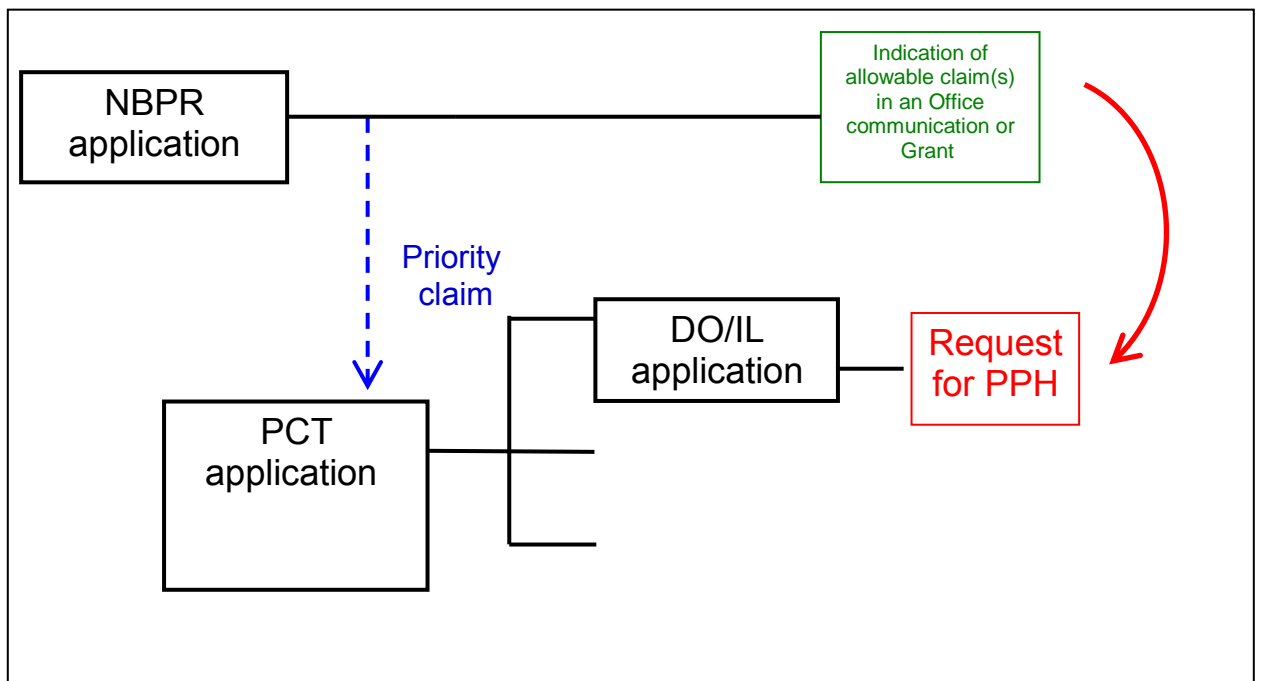 NBPR
application
Indication of
allowable claim(s)
in an Office
communication or
Grant
Priority
claim
DO/IL
application
Request
for PPH
PCT
application